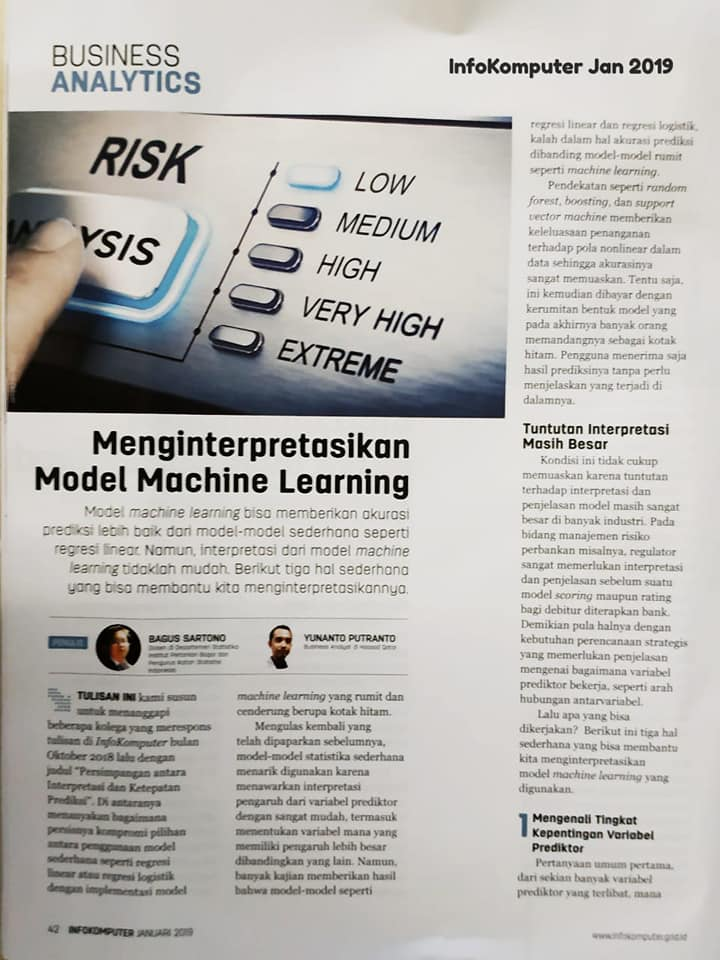 BUSINESS
ANALYTICS
InfoKomputer Jan 2019
RISK
YSIS
LOW
MEDIUM
HIGH
VERY HIGH
EXTREME
Menginterpretasikan
Model Machine Learning
Model machine learning bisa memberikan akurasi
prediksi lebih baik dari model-model sederhana seperti
regresi linear. Namun, interpretasi dari model machine
learning tidaklah mudah. Berikut tiga hal sederhana
yang bisa membantu kita menginterpretasikannya.
PENULIS
BAGUS SARTONO
Dosen di Departemen Statistika
Institut Pertanian Bogor dan
Pengurus Ikatan Statistisi
Indonesia
YUNANTO PUTRANTO
Business Analyst di
TULISAN INI kami susun
untuk menanggapi
beberapa kolega yang merespons
tulisan di InfoKomputer bulan
Oktober 2018 lalu dengan
judul "Persimpangan antara
Interpretasi dan Ketepatan
Prediksi". Di antaranya
menanyakan bagaimana
persisnya kompromi pilihan
antara penggunaan model
sederhana seperti regresi
linear atau regresi logistik
dengan implementasi model
machine learning yang rumit dan
cenderung berupa kotak hitam.
Mengulas kembali yang
telah dipaparkan sebelumnya,
model-model statistika sederhana
menarik digunakan karena
menawarkan interpretasi
pengaruh dari variabel prediktor
dengan sangat mudah, termasuk
menentukan variabel mana yang
memiliki pengaruh lebih besar
dibandingkan yang lain. Namun,
banyak kajian memberikan hasil
bahwa model-model seperti
regresi linear dan regresi logistik,
kalah dalam hal akurasi prediksi
dibanding model-model rumit
seperti machine learning.
Pendekatan seperti random
forest, boosting, dan support
vector machine memberikan
keleluasaan penanganan
terhadap pola nonlinear dalam
data sehingga akurasinya
sangat memuaskan. Tentu saja,
ini kemudian dibayar dengan
kerumitan bentuk model yang
pada akhirnya banyak orang
memandangnya sebagai kotak
hitam. Pengguna menerima saja
hasil prediksinya tanpa perlu
menjelaskan yang terjadi di
dalamnya.
Tuntutan Interpretasi
Masih Besar
Kondisi ini tidak cukup
memuaskan karena tuntutan
terhadap interpretasi dan
penjelasan model masih sangat
besar di banyak industri. Pada
bidang manajemen risiko
perbankan misalnya, regulator
sangat memerlukan interpretasi
dan penjelasan sebelum suatu
model scoring maupun rating
bagi debitur diterapkan bank.
Demikian pula halnya dengan
kebutuhan perencanaan strategis
yang memerlukan penjelasan
mengenai bagaimana variabel
prediktor bekerja, seperti arah
hubungan antarvariabel.
Lalu apa yang bisa
dikerjakan? Berikut ini tiga hal
sederhana yang bisa membantu
kita menginterpretasikan
model machine learning yang
digunakan.
1 Mengenali Tingkat
Kepentingan Variabel
Prediktor
Pertanyaan umum pertama,
dari sekian banyak variabel
prediktor yang terlibat, mana
42 INFOKOMPUTER JANUARI 2019
www.infokomputer.grid.id